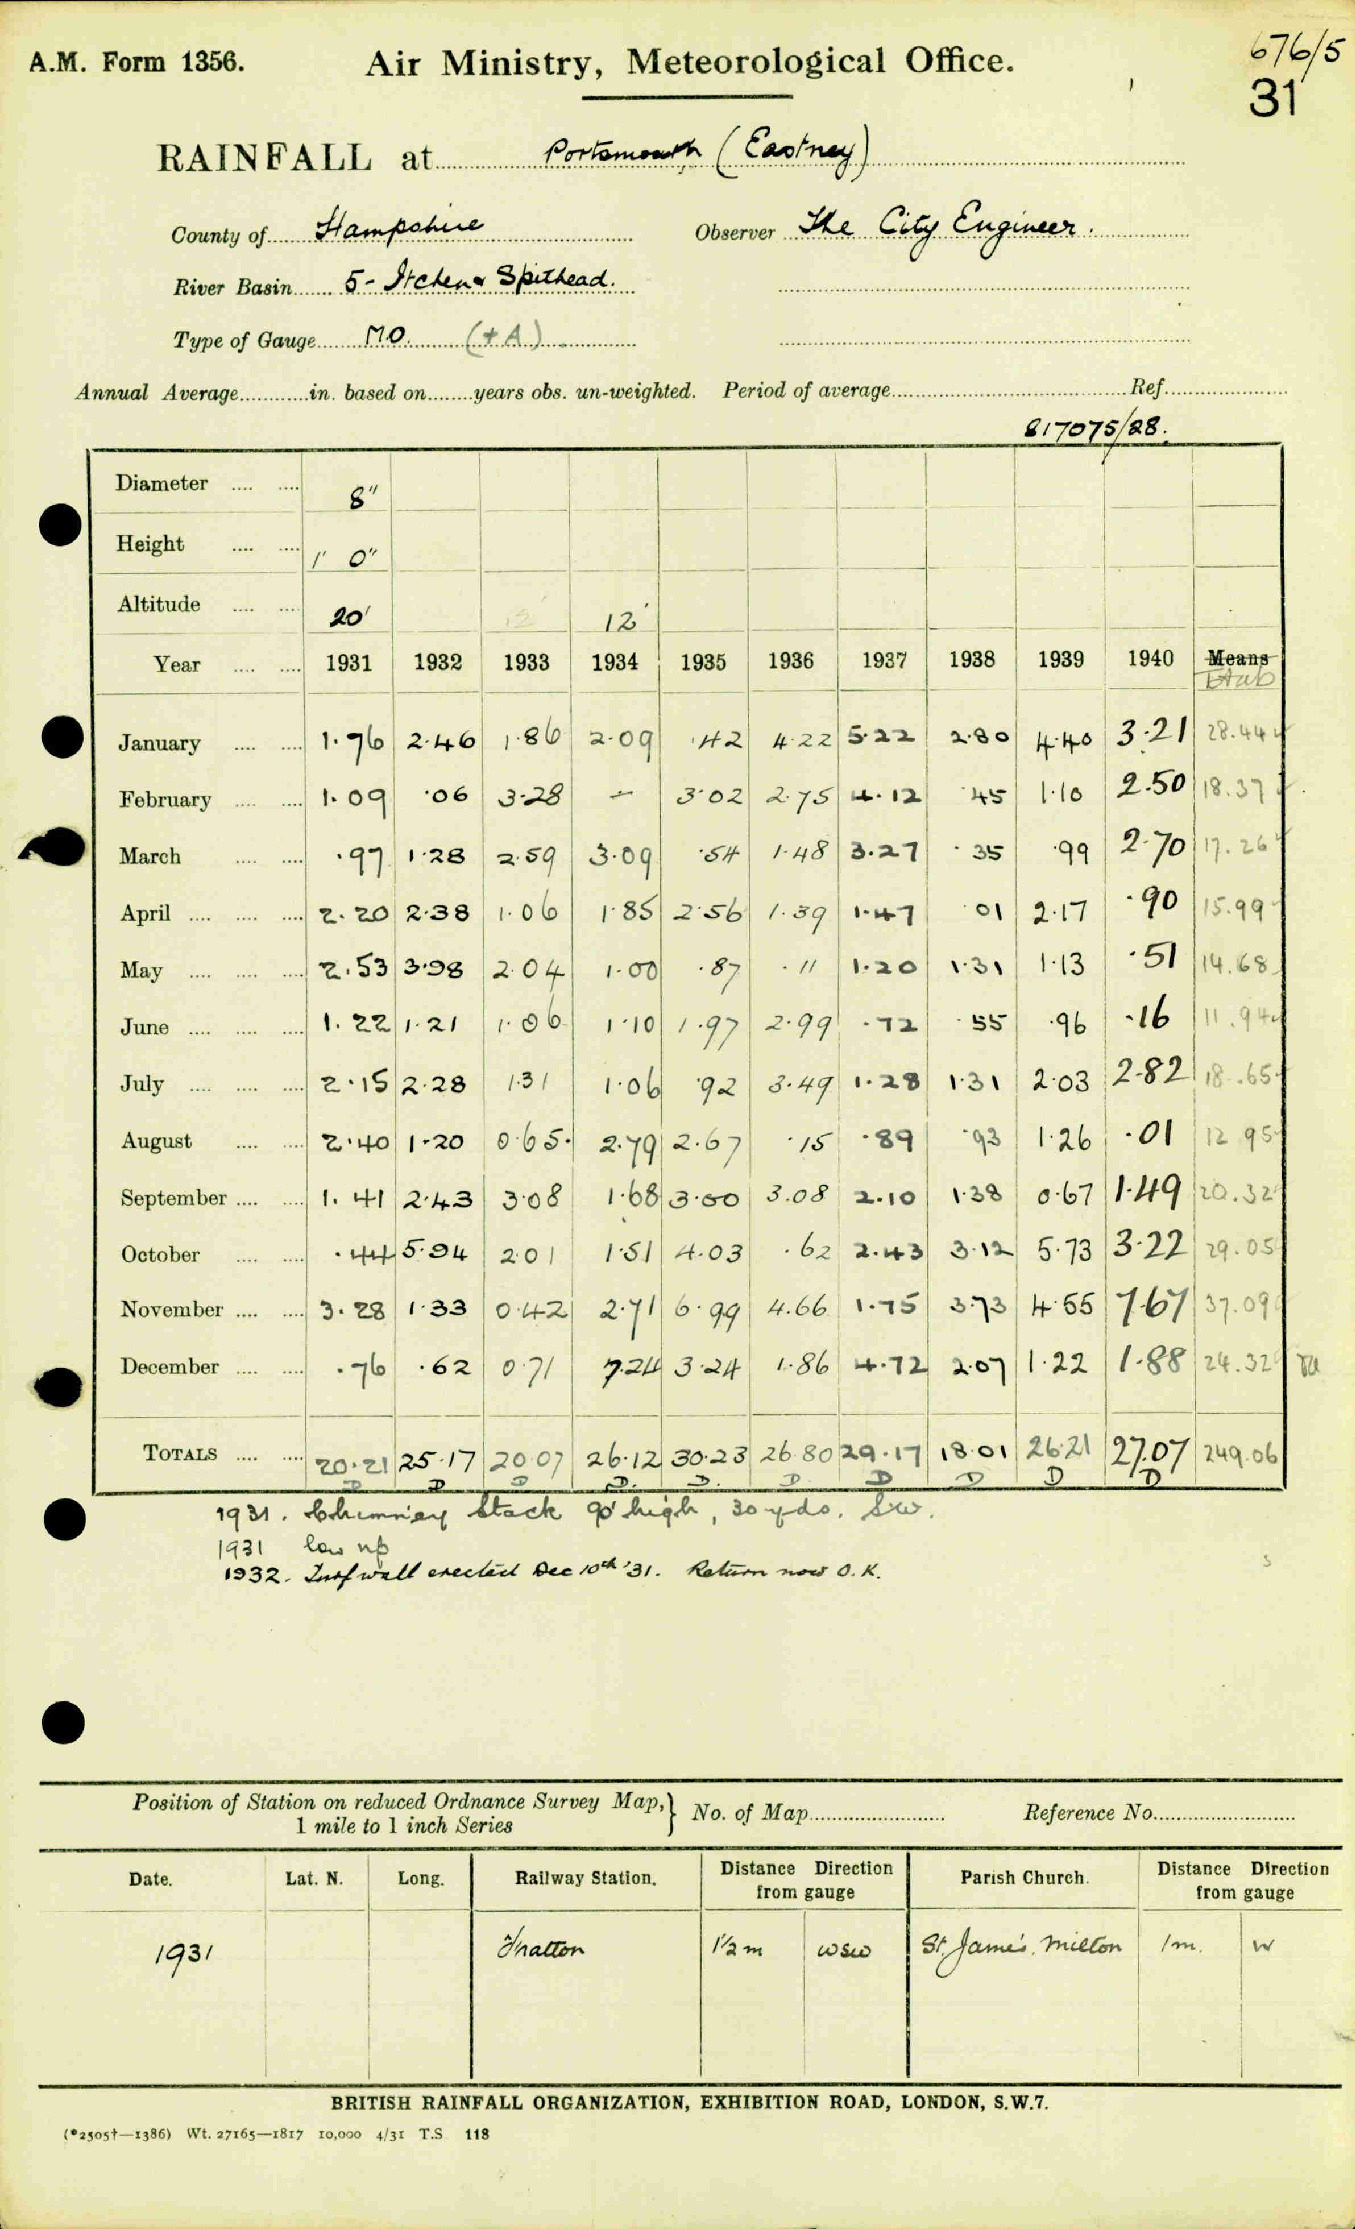 A.M. Form 1356. Air Ministry, Meteorological Office. 676/5
31
RAINFALL at Portsmouth (Eastney)
County of Hampshire Observer The City Engineer.
River Basin 5 - Itchen & Spithead.
Type of Gauge M.O. (+A)
Annual Average............in. based on........years obs. un-weighted. Period of average........................................Ref.....................
817075/28.
Diameter .... .... 8"
Height .... .... 1' 0"
Altitude .... .... 20' 12' 12'
Year .... .... 1931 1932 1933 1934 1935 1936 1937 1938 1939 1940 Means
Totals
January .... .... 1.76 2.46 1.86 2.09 .42 4.22 5.22 2.80 4.40 3.21 28.44
February .... .... 1.09 .06 3.28 — 3.02 2.75 4.12 .45 1.10 2.50 18.37
March .... .... .97 1.28 2.59 3.09 .54 1.48 3.27 .35 .99 2.70 17.26
April .... .... .... 2.20 2.38 1.06 1.85 2.56 1.39 1.47 .01 2.17 .90 15.99
May .... .... .... 2.53 3.98 2.04 1.00 .87 .11 1.20 1.31 1.13 .51 14.68
June .... .... .... 1.22 1.21 1.06 1.10 1.97 2.99 .72 .55 .96 .16 11.94
July .... .... .... 2.15 2.28 1.31 1.06 .92 3.49 1.28 1.31 2.03 2.82 18.65
August .... .... 2.40 1.20 0.65. 2.79 2.67 .15 .89 .93 1.26 .01 12.95
September .... .... 1.41 2.43 3.08 1.68 3.00 3.08 2.10 1.38 0.67 1.49 20.32
October .... .... .44 5.94 2.01 1.51 4.03 .62 2.43 3.12 5.73 3.22 29.05
November .... .... 3.28 1.33 0.42 2.71 6.99 4.66 1.75 3.73 4.55 7.67 37.09
December .... .... .76 .62 0.71 7.24 3.24 1.86 4.72 2.07 1.22 1.88 24.32
TOTALS .... .... 20.21 25.17 20.07 26.12 30.23 26.80 29.17 18.01 26.21 27.07 249.06
D D D D. D. D. D D D D
1931. Chimney Stack 90' high, 30 yds. SW.
1931 low up
1932. Turf wall erected Dec 10th '31. Return now O.K.
Position of Station on reduced Ordnance Survey Map, 1 mile to 1 inch Series } No. of Map......................... Reference No..........................
Date. Lat. N. Long. Railway Station. Distance Direction from gauge Parish Church. Distance Direction from gauge
1931 Fratton 1½ m WSW St. James, Milton 1 m. W
BRITISH RAINFALL ORGANIZATION, EXHIBITION ROAD, LONDON, S.W.7.
(*2505†—1386) Wt. 27165—1817 10,000 4/31 T.S 118